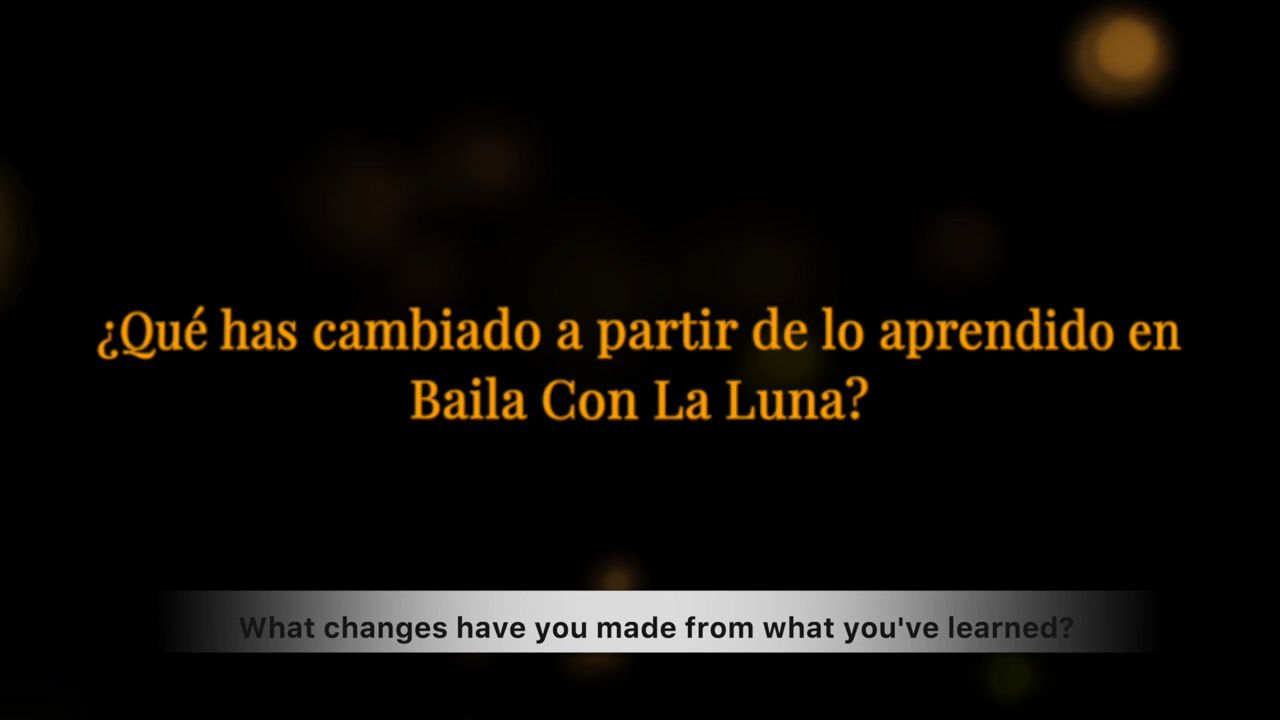 ¿Qué has cambiado a partir de lo aprendido en
Baila Con La Luna?
What changes have you made from what you've learned?